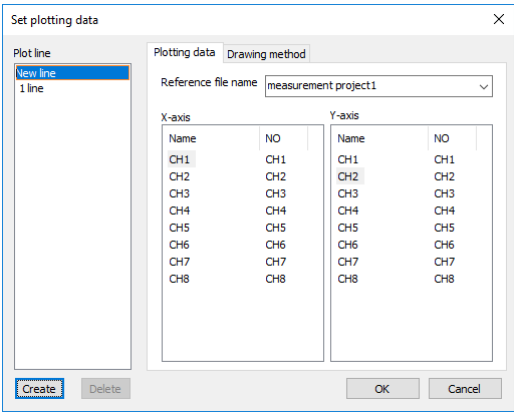 Set plotting data
Plot line
New line
1 line
Plotting data Drawing method
Reference file name measurement project1
X-axis
Name NO
CH1 CH1
CH2 CH2
CH3 CH3
CH4 CH4
CH5 CH5
CH6 CH6
CH7 CH7
CH8 CH8
Y-axis
Name NO
CH1 CH1
CH2 CH2
CH3 CH3
CH4 CH4
CH5 CH5
CH6 CH6
CH7 CH7
CH8 CH8
Create Delete OK Cancel